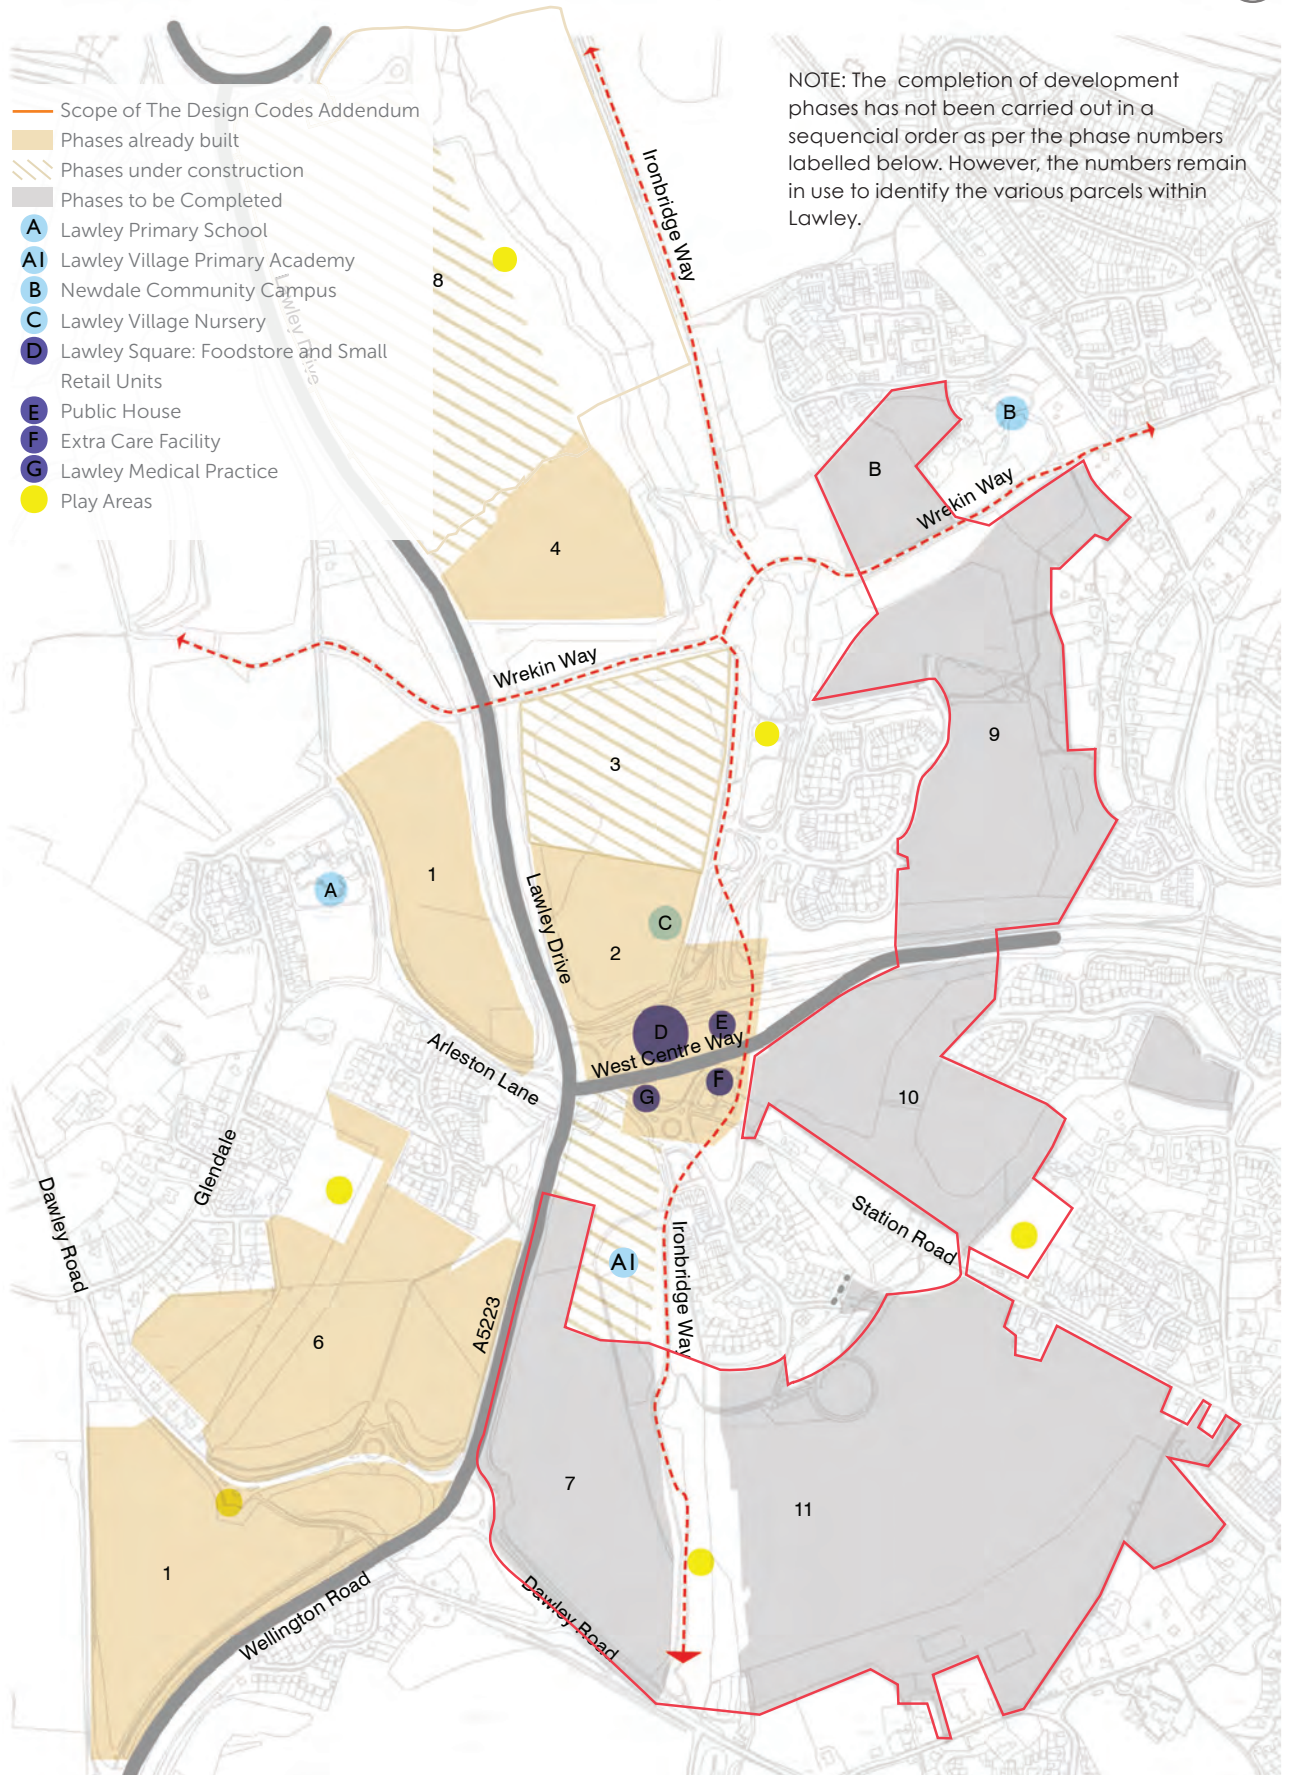 NOTE: The completion of development
phases has not been carried out in a
sequencial order as per the phase numbers
labelled below. However, the numbers remain
in use to identify the various parcels within
Lawley.
Scope of The Design Codes Addendum
Phases already built
Phases under construction
Phases to be Completed
A Lawley Primary School
A1 Lawley Village Primary Academy
B Newdale Community Campus
C Lawley Village Nursery
D Lawley Square: Foodstore and Small
Retail Units
E Public House
F Extra Care Facility
G Lawley Medical Practice
Play Areas
Lawley Drive
Ironbridge Way
8
B
B
Wrekin Way
4
Wrekin Way
9
3
1
A
Lawley Drive
C
2
D
E
West Centre Way
F
G
Arleston Lane
10
Glendale
Dawley Road
Station Road
A1
Ironbridge Way
A5223
6
7
11
1
Wellington Road
Dawley Road